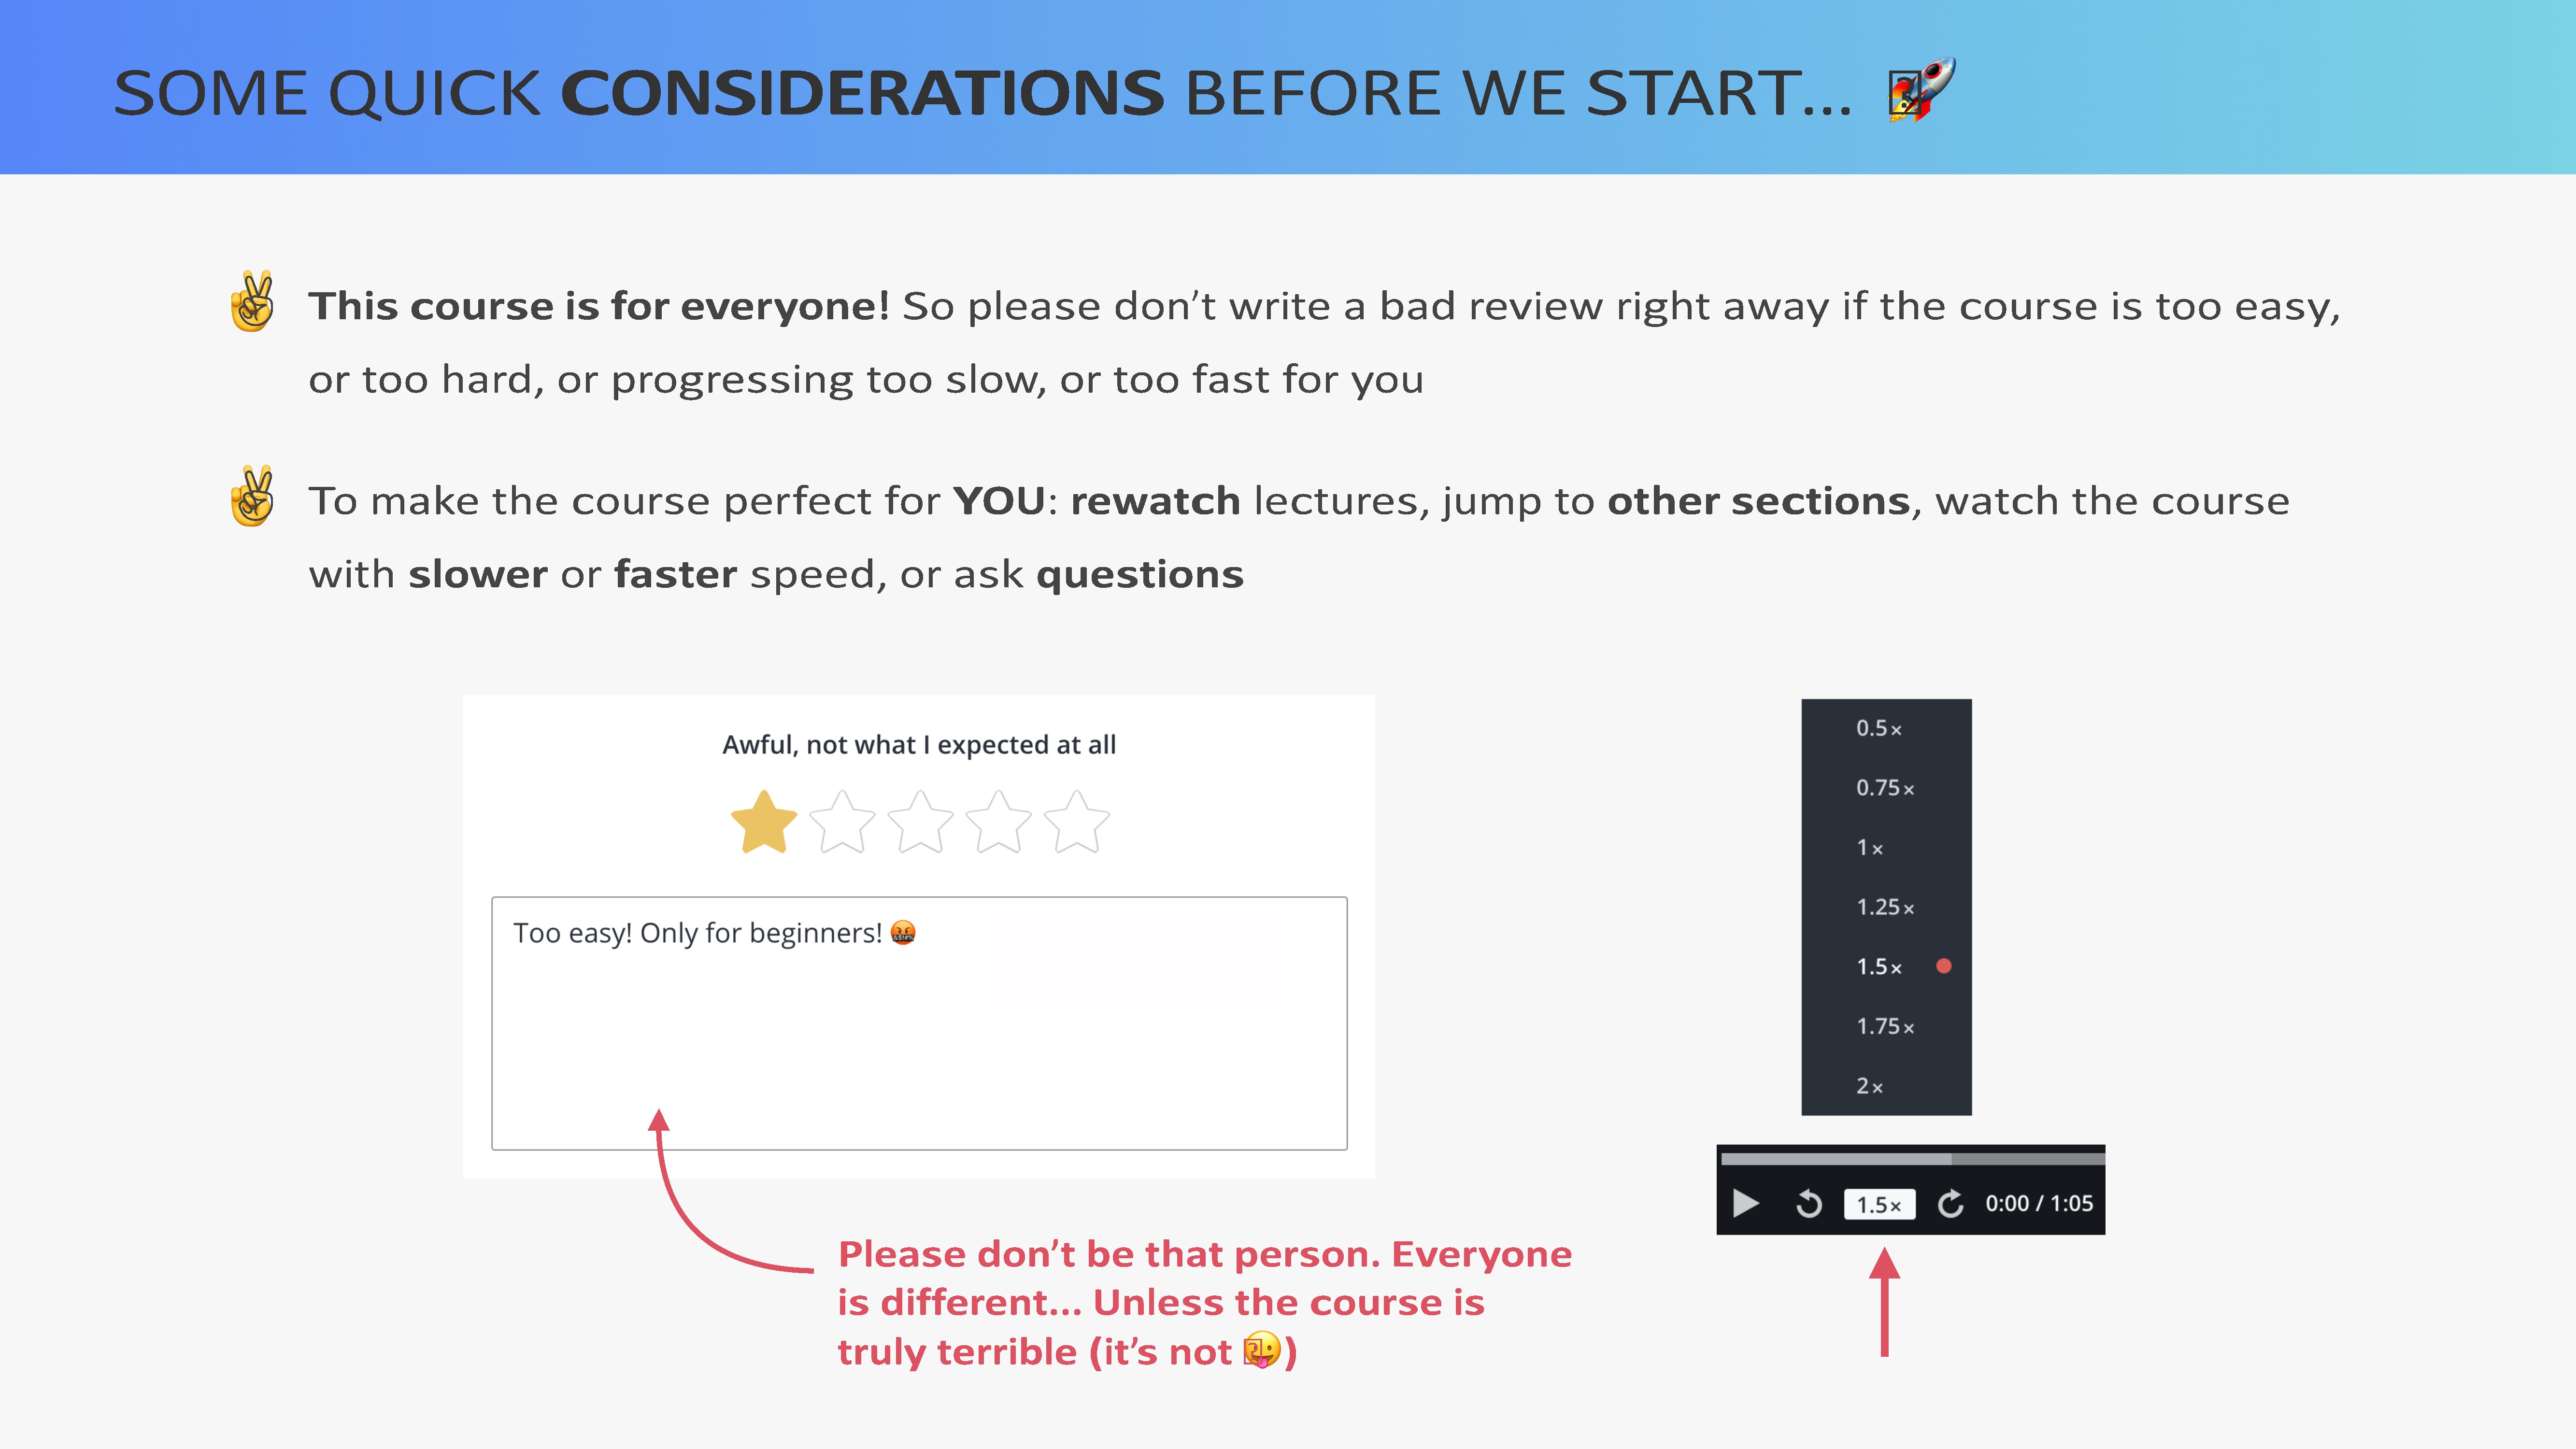 SOME QUICK CONSIDERATIONS BEFORE WE START… 🚀
✌️ This course is for everyone! So please don’t write a bad review right away if the course is too easy,
or too hard, or progressing too slow, or too fast for you
✌️ To make the course perfect for YOU: rewatch lectures, jump to other sections, watch the course
with slower or faster speed, or ask questions
Awful, not what I expected at all
Too easy! Only for beginners! 🤬
Please don’t be that person. Everyone
is different… Unless the course is
truly terrible (it’s not 😜)
0.5×
0.75×
1×
1.25×
1.5×
1.75×
2×
1.5× 0:00 / 1:05